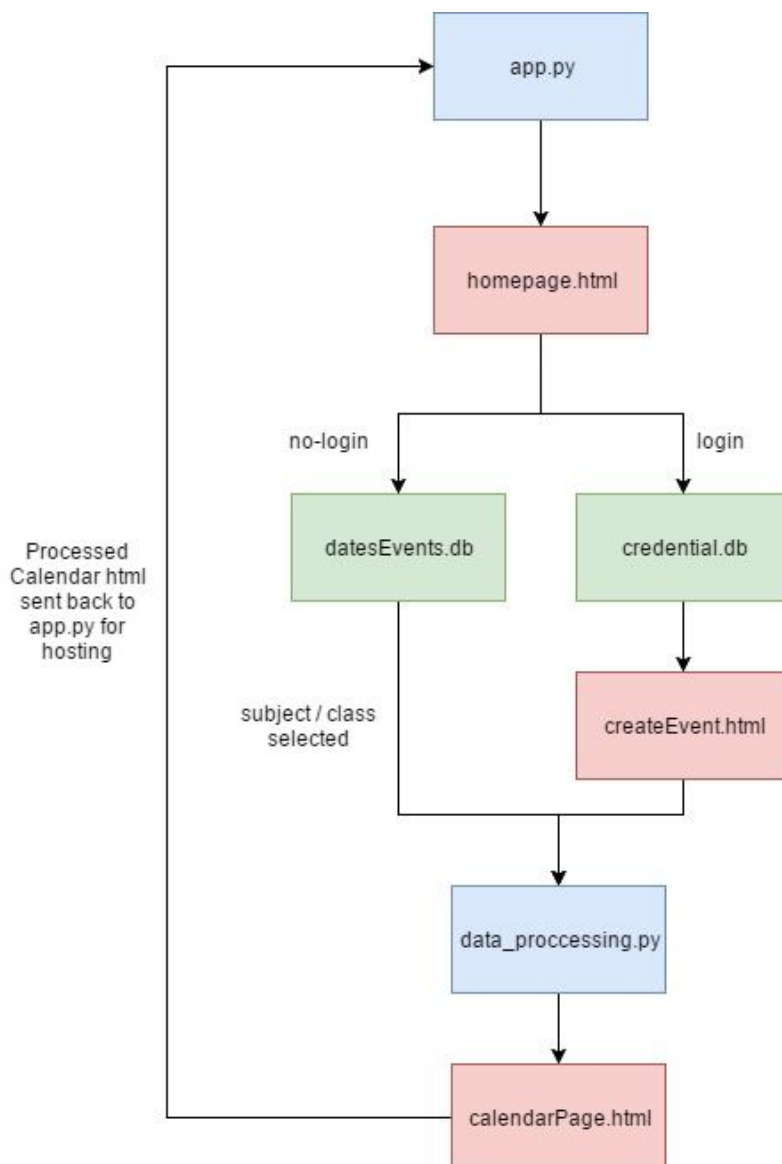 app.py
homepage.html
no-login
login
datesEvents.db
credential.db
Processed
Calendar html
sent back to
app.py for
hosting
subject / class
selected
createEvent.html
data_proccessing.py
calendarPage.html